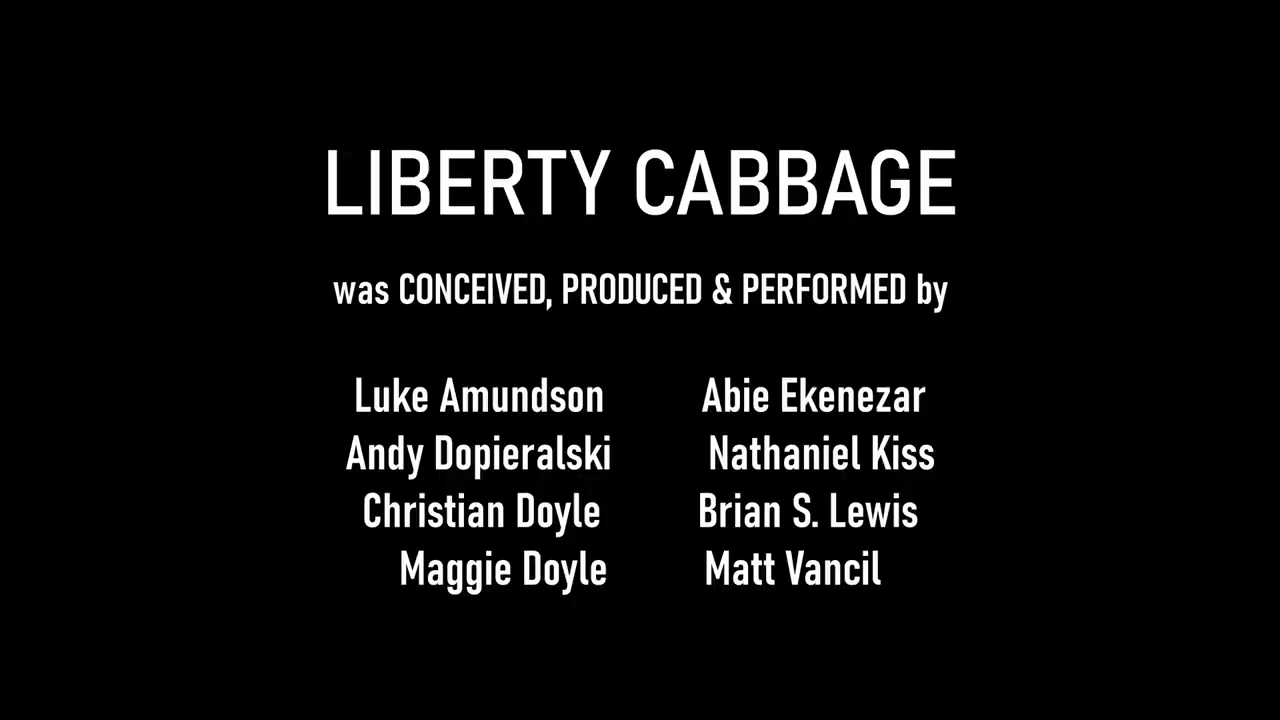 LIBERTY CABBAGE
was CONCEIVED, PRODUCED & PERFORMED by
Luke Amundson Abie Ekenezar
Andy Dopieralski Nathaniel Kiss
Christian Doyle Brian S. Lewis
Maggie Doyle Matt Vancil